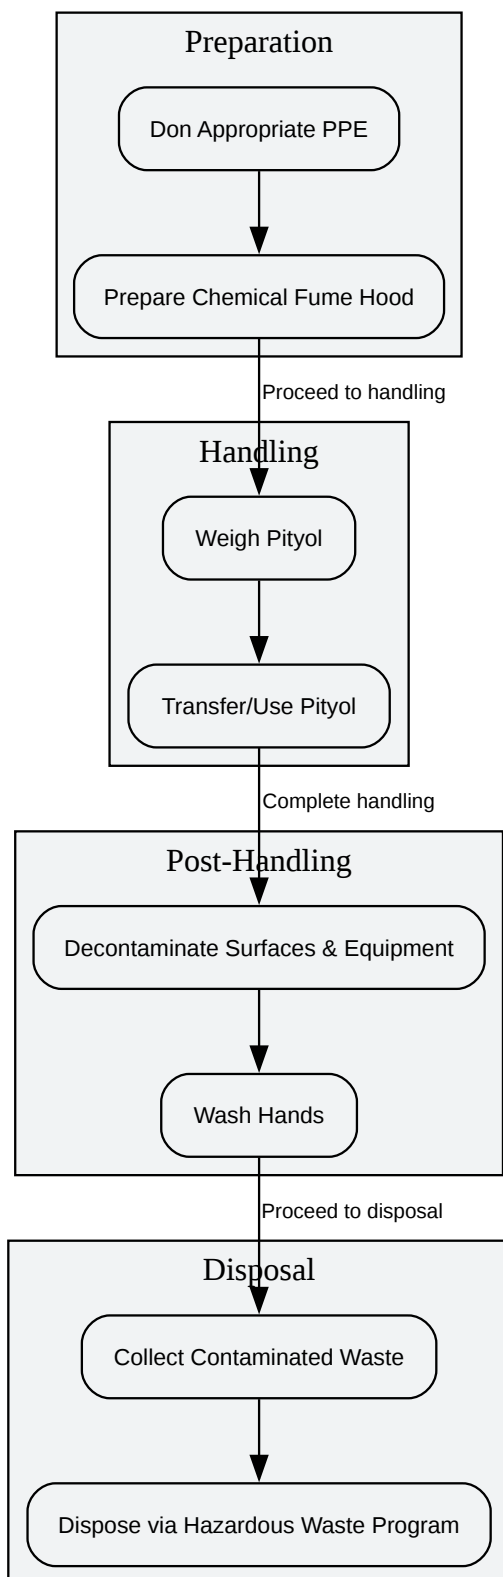 Preparation
Don Appropriate PPE
Prepare Chemical Fume Hood
Proceed to handling
Handling
Weigh Pityol
Transfer/Use Pityol
Complete handling
Post-Handling
Decontaminate Surfaces & Equipment
Wash Hands
Proceed to disposal
Disposal
Collect Contaminated Waste
Dispose via Hazardous Waste Program